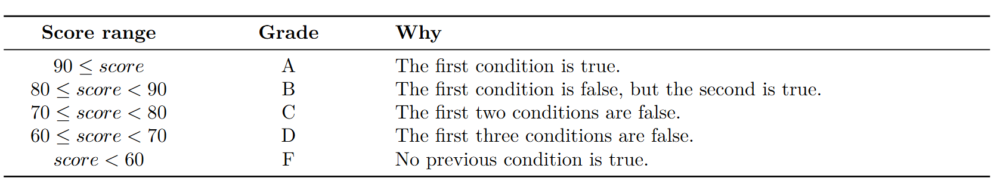 Score range Grade Why
90 ≤ score A The first condition is true.
80 ≤ score < 90 B The first condition is false, but the second is true.
70 ≤ score < 80 C The first two conditions are false.
60 ≤ score < 70 D The first three conditions are false.
score < 60 F No previous condition is true.